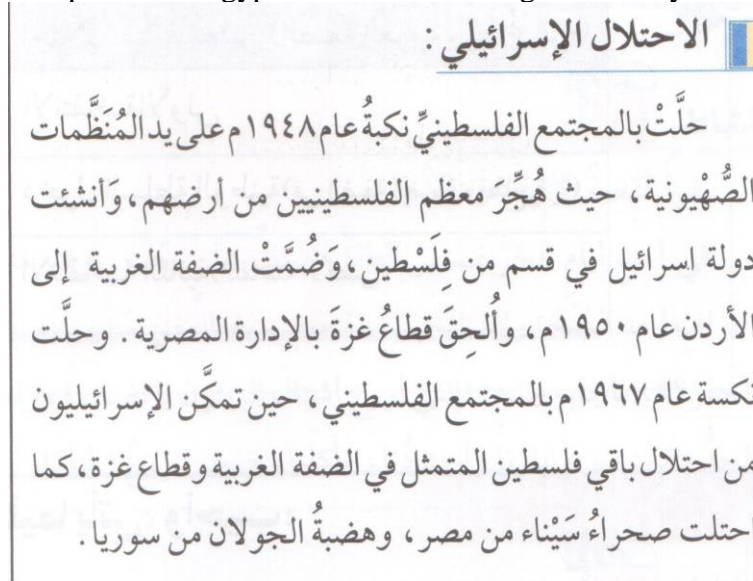 الاحتلال الإسرائيلي :
حلَّتْ بالمجتمع الفلسطينيِّ نكبةُ عام ١٩٤٨م على يد المُنَظَّمات
الصُّهْيونية، حيث هُجِّر معظم الفلسطينيين من أرضهم، وأنشئت
دولة اسرائيل في قسم من فِلَسْطين، وَضُمَّتْ الضفة الغربية إلى
الأردن عام ١٩٥٠م، وأُلحِقَ قطاعُ غزةَ بالإدارة المصرية. وحلَّت
نكسة عام ١٩٦٧م بالمجتمع الفلسطيني، حين تمكَّن الإسرائيليون
من احتلال باقي فلسطين المتمثل في الضفة الغربية وقطاع غزة، كما
احتلت صحراءُ سَيْناء من مصر، وهضبةُ الجولان من سوريا.